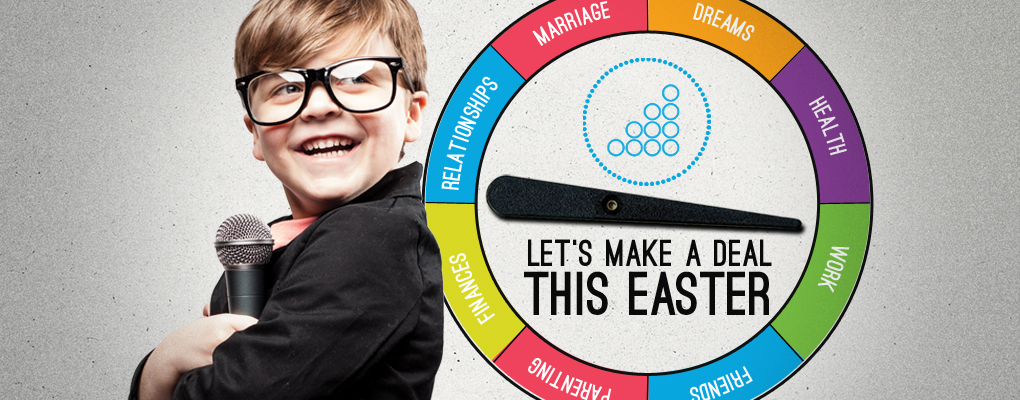 MARRIAGE
DREAMS
RELATIONSHIPS
HEALTH
LET'S MAKE A DEAL
THIS EASTER
FINANCES
WORK
PARENTING
FRIENDS